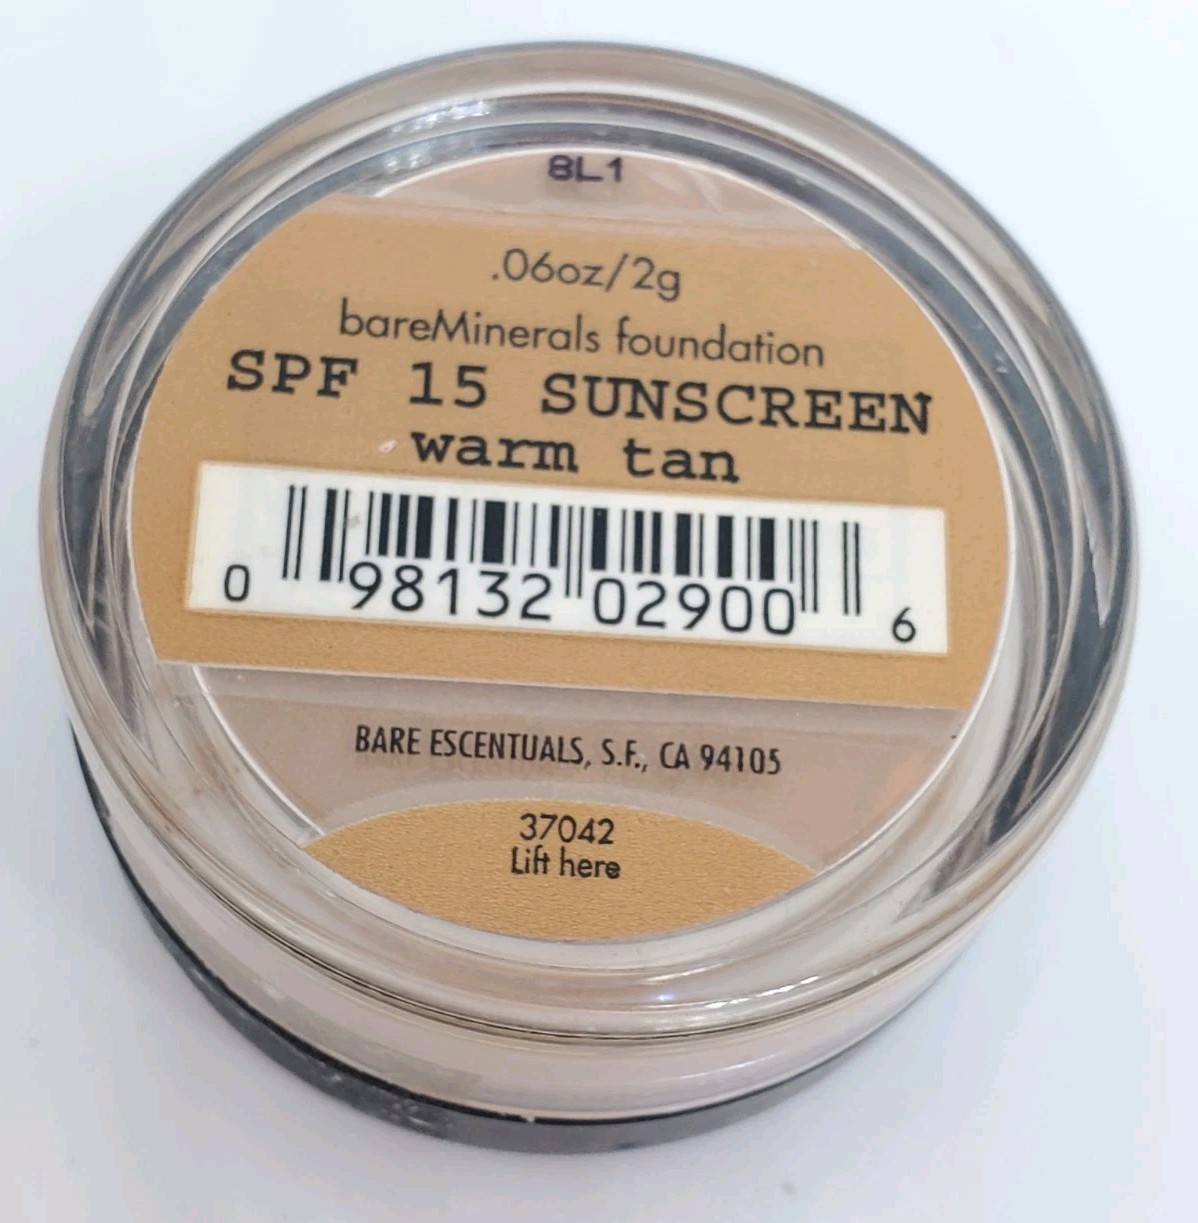 8L1
.06oz/2g
bareMinerals foundation
SPF 15 SUNSCREEN
warm tan
0 98132 02900 6
BARE ESCENTUALS, S.F., CA 94105
37042
Lift here